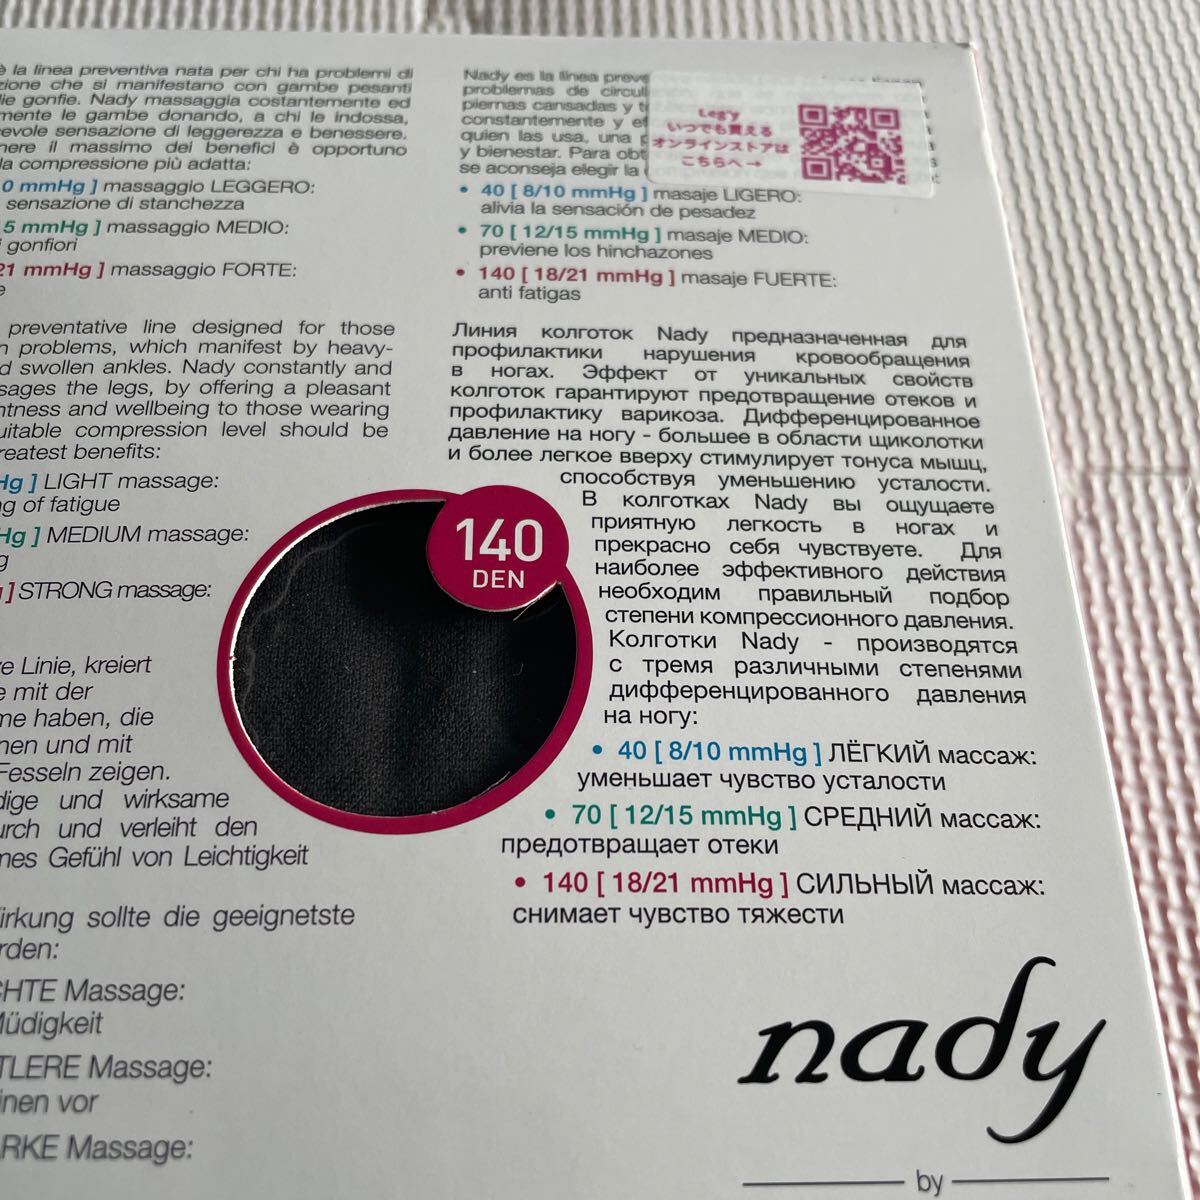 è la linea preventiva nata per chi ha problemi di
zione che si manifestano con gambe pesanti
lie gonfie. Nady massaggia costantemente ed
mente le gambe donando, a chi le indossa,
evole sensazione di leggerezza e benessere.
nere il massimo dei benefici è opportuno
la compressione più adatta:
0 mmHg ] massaggio LEGGERO:
sensazione di stanchezza
5 mmHg ] massaggio MEDIO:
i gonfiori
21 mmHg ] massaggio FORTE:
e
preventative line designed for those
n problems, which manifest by heavy-
d swollen ankles. Nady constantly and
sages the legs, by offering a pleasant
ntness and wellbeing to those wearing
uitable compression level should be
reatest benefits:
Hg ] LIGHT massage:
ng of fatigue
Hg ] MEDIUM massage:
g
] STRONG massage:
ve Linie, kreiert
e mit der
me haben, die
nen und mit
Fesseln zeigen.
dige und wirksame
urch und verleiht den
mes Gefühl von Leichtigkeit
irkung sollte die geeignetste
rden:
CHTE Massage:
Müdigkeit
TLERE Massage:
inen vor
ARKE Massage:
Nady es la línea preve
problemas de circul
piernas cansadas y t
constantemente y ef
quien las usa, una p
y bienestar. Para obt
se aconseja elegir la
Legy
いつでも買える
オンラインストアは
こちらへ→
• 40 [ 8/10 mmHg ] masaje LIGERO:
alivia la sensación de pesadez
• 70 [ 12/15 mmHg ] masaje MEDIO:
previene los hinchazones
• 140 [ 18/21 mmHg ] masaje FUERTE:
anti fatigas
Линия колготок Nady предназначенная для
профилактики нарушения кровообращения
в ногах. Эффект от уникальных свойств
колготок гарантируют предотвращение отеков и
профилактику варикоза. Дифференцированное
давление на ногу - большее в области щиколотки
и более легкое вверху стимулирует тонуса мышц,
способствуя уменьшению усталости.
В колготках Nady вы ощущаете
приятную легкость в ногах и
прекрасно себя чувствуете. Для
наиболее эффективного действия
необходим правильный подбор
степени компрессионного давления.
Колготки Nady - производятся
с тремя различными степенями
дифференцированного давления
на ногу:
• 40 [ 8/10 mmHg ] ЛЁГКИЙ массаж:
уменьшает чувство усталости
• 70 [ 12/15 mmHg ] СРЕДНИЙ массаж:
предотвращает отеки
• 140 [ 18/21 mmHg ] СИЛЬНЫЙ массаж:
снимает чувство тяжести
140
DEN
nady
by